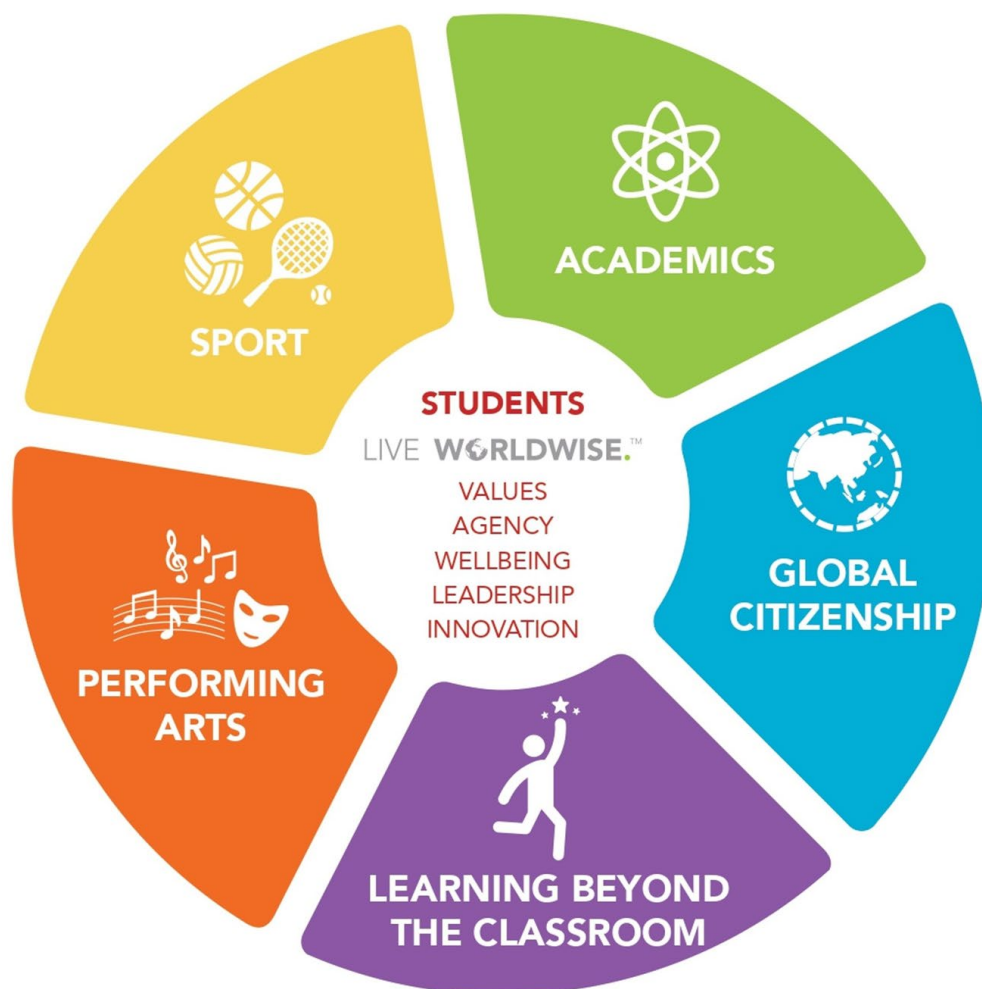 ACADEMICS
SPORT
STUDENTS
LIVE WORLDWISE.™
VALUES
AGENCY
WELLBEING
LEADERSHIP
INNOVATION
GLOBAL
CITIZENSHIP
PERFORMING
ARTS
LEARNING BEYOND
THE CLASSROOM